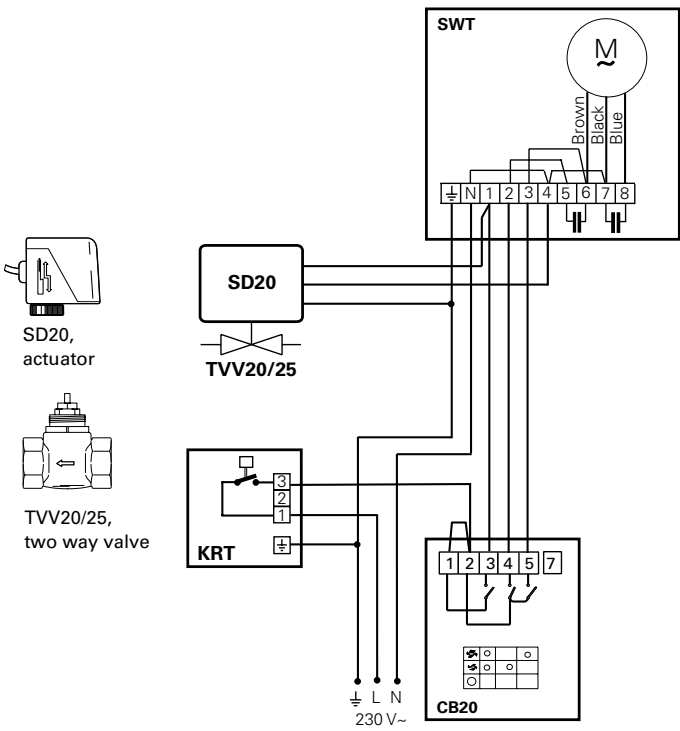 SWT
M
Brown
Black
Blue
N 1 2 3 4 5 6 7 8
SD20
TVV20/25
SD20,
actuator
TVV20/25,
two way valve
3
2
1
KRT
1 2 3 4 5 7
CB20
L N
230 V~